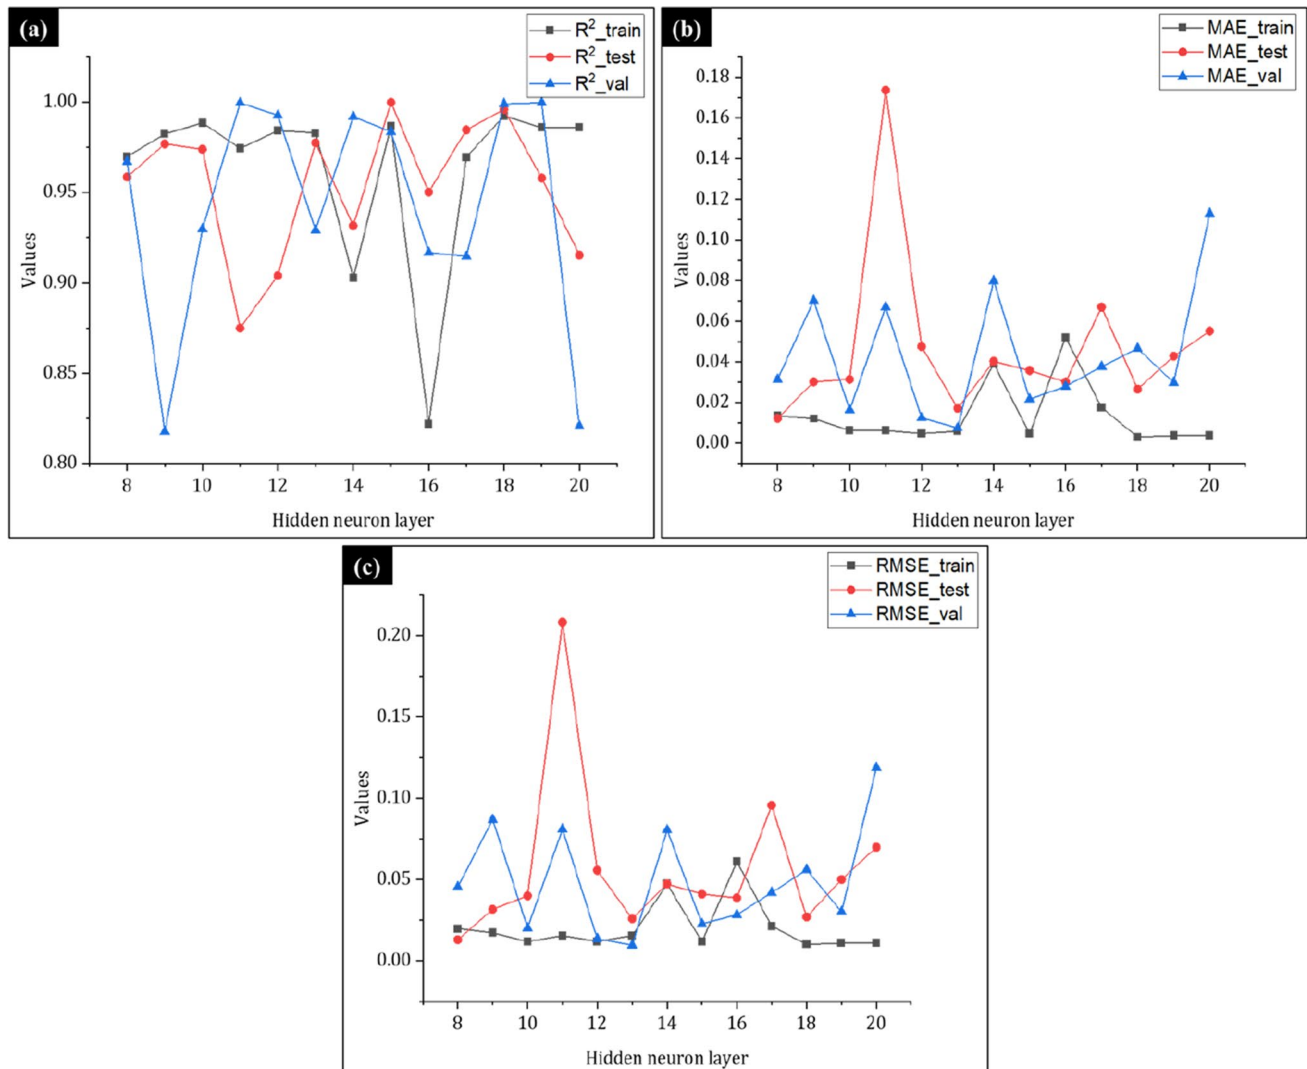 (a)
R²_train
R²_test
R²_val
1.00
0.95
0.90
0.85
0.80
Values
8 10 12 14 16 18 20
Hidden neuron layer
(b)
MAE_train
MAE_test
MAE_val
0.18
0.16
0.14
0.12
0.10
0.08
0.06
0.04
0.02
0.00
Values
8 10 12 14 16 18 20
Hidden neuron layer
(c)
RMSE_train
RMSE_test
RMSE_val
0.20
0.15
0.10
0.05
0.00
Values
8 10 12 14 16 18 20
Hidden neuron layer